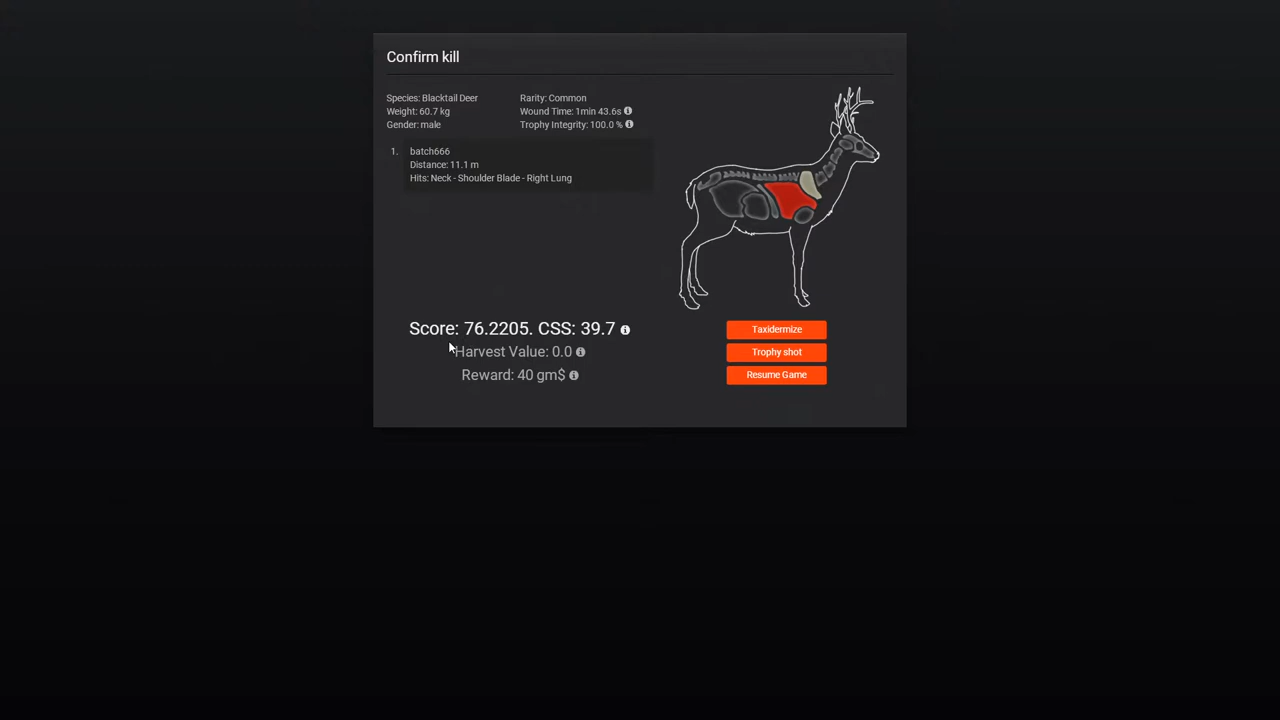 Confirm kill
Species: Blacktail Deer
Weight: 60.7 kg
Gender: male
Rarity: Common
Wound Time: 1min 43.6s
Trophy Integrity: 100.0 %
1. batch666
Distance: 11.1 m
Hits: Neck - Shoulder Blade - Right Lung
Score: 76.2205. CSS: 39.7
Harvest Value: 0.0
Reward: 40 gm$
Taxidermize
Trophy shot
Resume Game